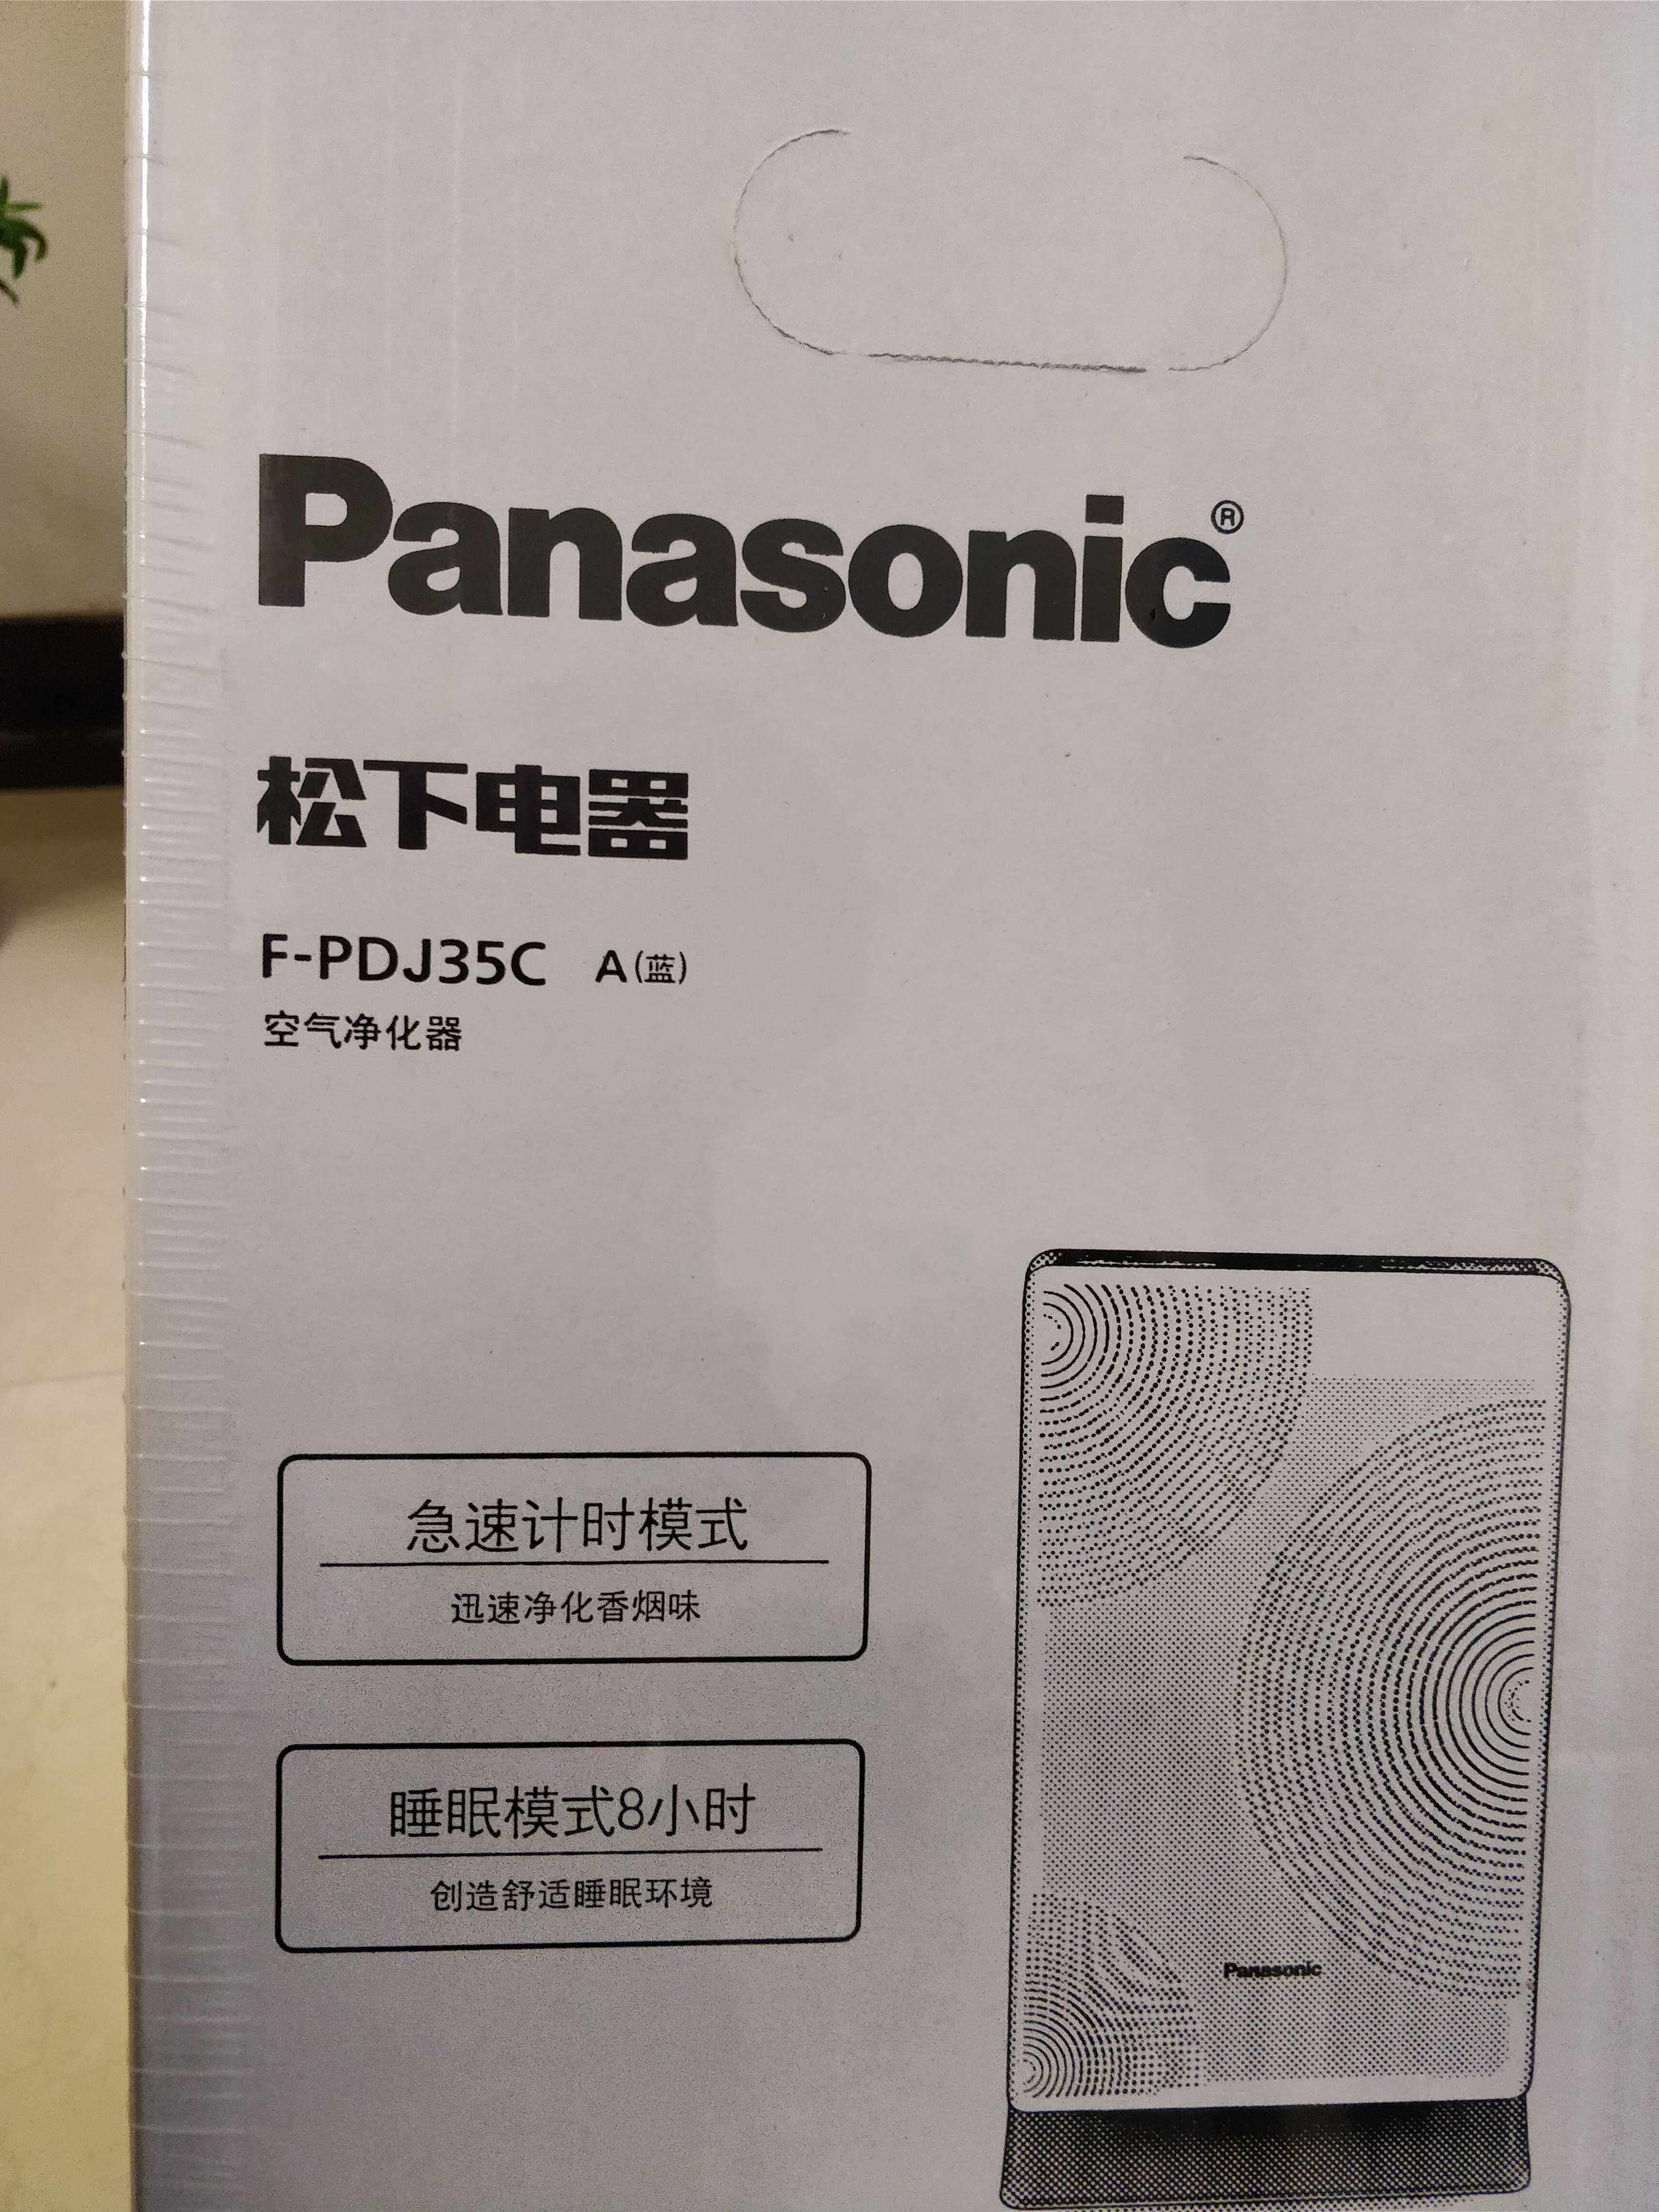 Panasonic®
松下电器
F-PDJ35C A(蓝)
空气净化器
急速计时模式
迅速净化香烟味
睡眠模式8小时
创造舒适睡眠环境
Panasonic